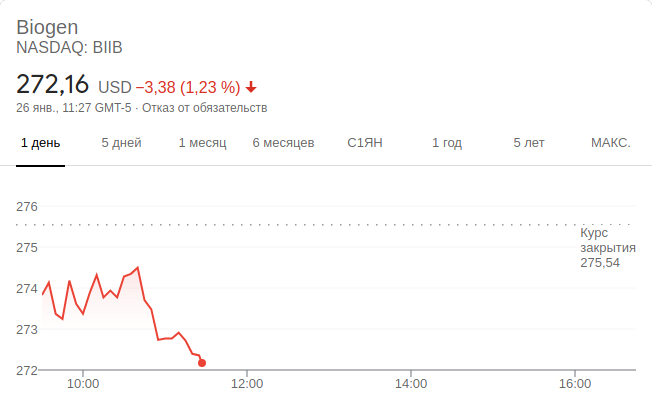 Biogen
NASDAQ: BIIB
272,16 USD −3,38 (1,23 %)
26 янв., 11:27 GMT-5 · Отказ от обязательств
1 день 5 дней 1 месяц 6 месяцев С1ЯН 1 год 5 лет МАКС.
276
Курс
закрытия
275,54
275
274
273
272
10:00 12:00 14:00 16:00